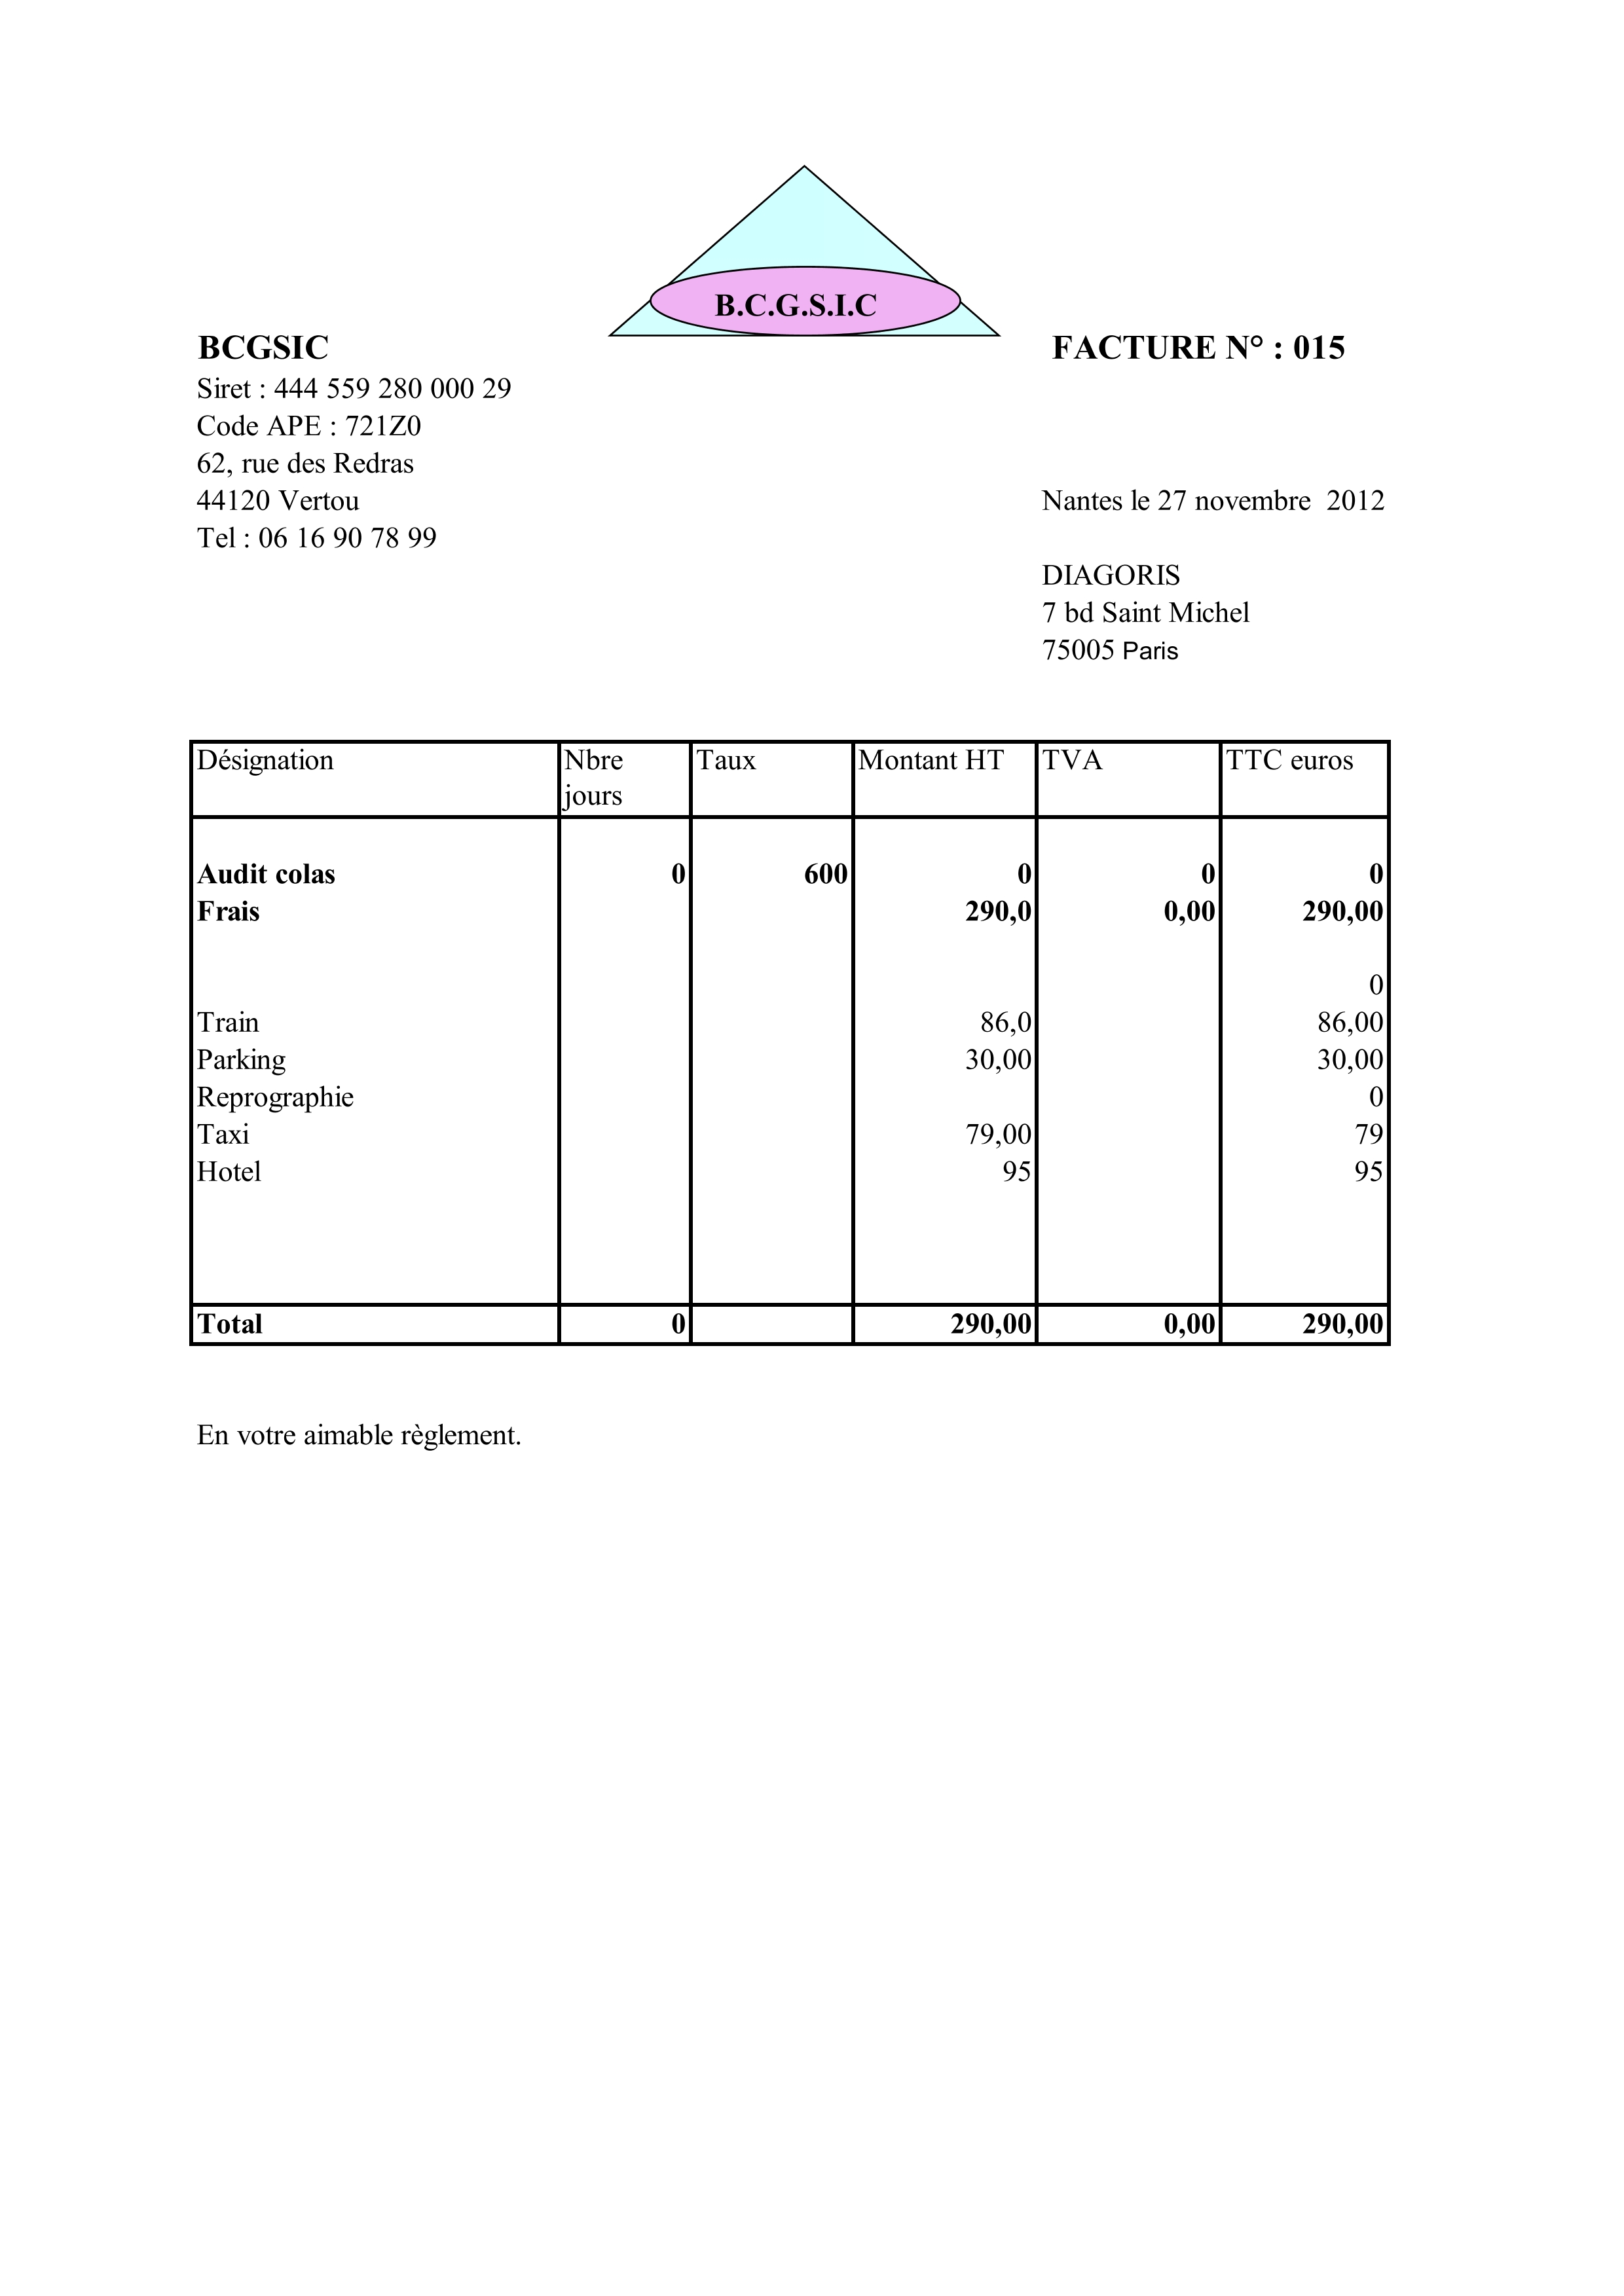 B.C.G.S.I.C
BCGSIC FACTURE N° : 015
Siret : 444 559 280 000 29
Code APE : 721Z0
62, rue des Redras
44120 Vertou Nantes le 27 novembre 2012
Tel : 06 16 90 78 99
DIAGORIS
7 bd Saint Michel
75005 Paris
Désignation Nbre jours Taux Montant HT TVA TTC euros
Audit colas 0 600 0 0 0
Frais 290,0 0,00 290,00
0
Train 86,0 86,00
Parking 30,00 30,00
Reprographie 0
Taxi 79,00 79
Hotel 95 95
Total 0 290,00 0,00 290,00
En votre aimable règlement.